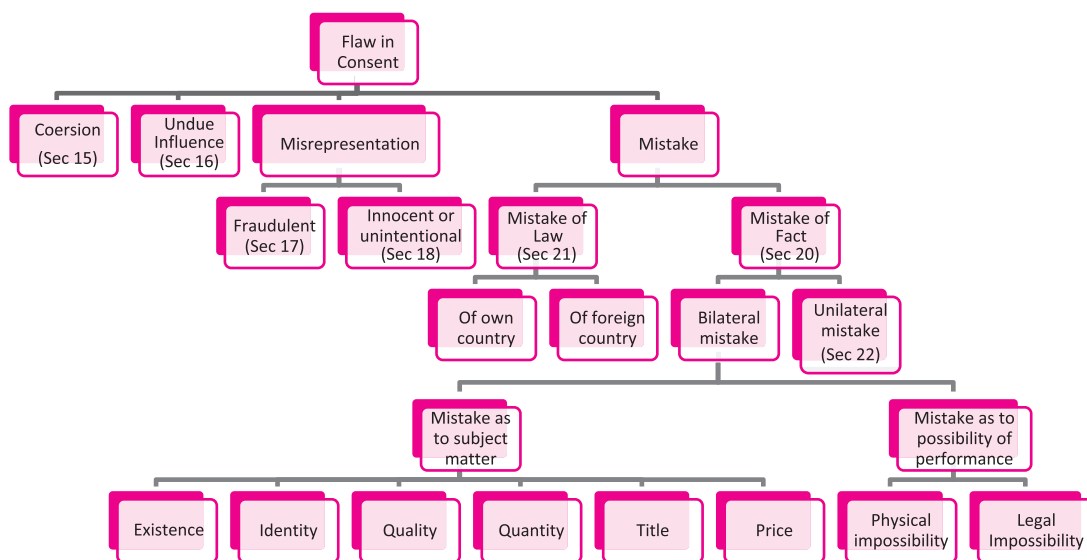 Flaw in
Consent
Coersion
(Sec 15)
Undue
Influence
(Sec 16)
Misrepresentation
Mistake
Fraudulent
(Sec 17)
Innocent or
unintentional
(Sec 18)
Mistake of
Law
(Sec 21)
Mistake of
Fact
(Sec 20)
Of own
country
Of foreign
country
Bilateral
mistake
Unilateral
mistake
(Sec 22)
Mistake as
to subject
matter
Mistake as to
possibility of
performance
Existence
Identity
Quality
Quantity
Title
Price
Physical
impossibility
Legal
Impossibility